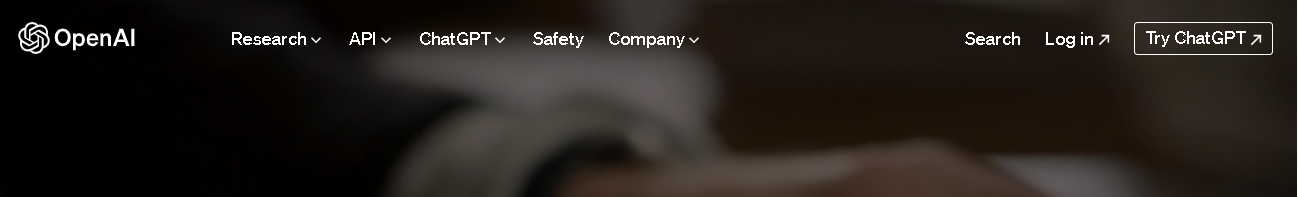 OpenAI Research API ChatGPT Safety Company Search Log in Try ChatGPT